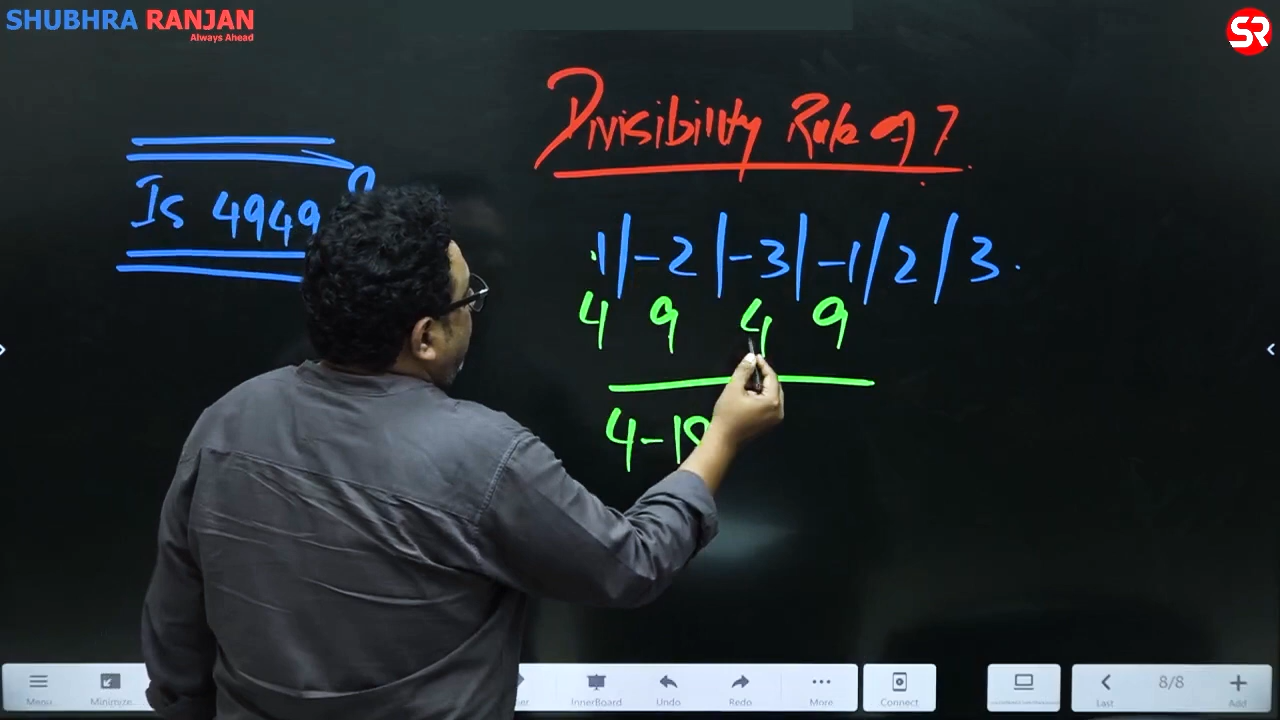 SHUBHRA RANJAN
Always Ahead
SR
Divisibility Rule of 7
Is 4949
1 | -2 | -3 | -1 | 2 | 3
4 9 4 9
4-18
Menu
Minimize
InnerBoard
Undo
Redo
More
Connect
Last
8/8
Add